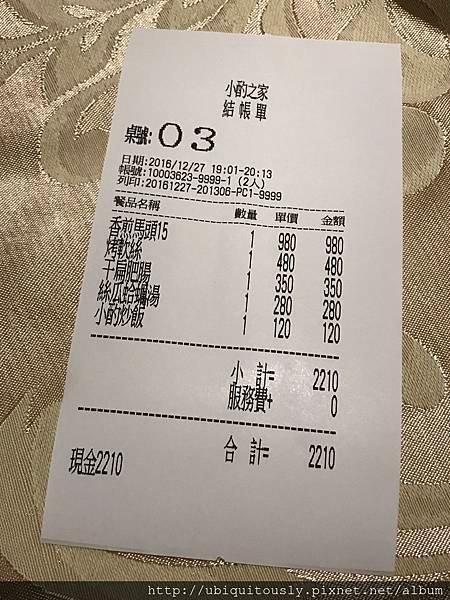 小酌之家
結帳單
桌號: 03
日期:2016/12/27 19:01-20:13
帳號:10003623-9999-1 (2人)
列印:20161227-201306-PC1-9999
餐品名稱 數量 單價 金額
香煎馬頭15 1 980 980
烤軟絲 1 480 480
干扁肥腸 1 350 350
絲瓜蛤蠣湯 1 280 280
小酌炒飯 1 120 120
小 計= 2210
服務費+ 0
合 計= 2210
現金2210
http://ubiquitously.pixnet.net/album